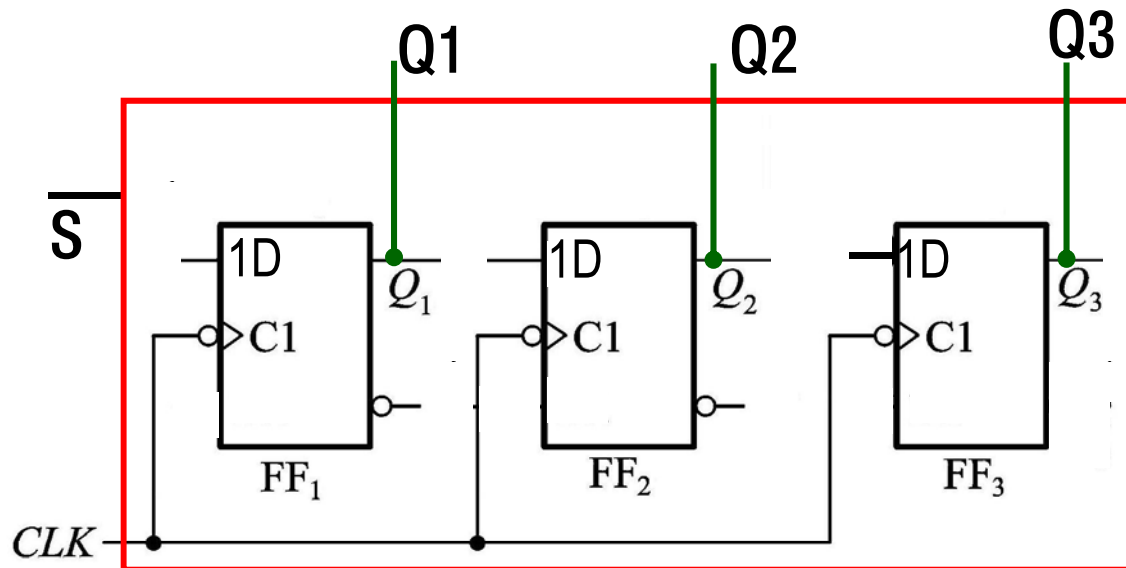 Q1 Q2 Q3
S̅
1D Q₁ 1D Q₂ 1D Q₃
C1 C1 C1
FF₁ FF₂ FF₃
CLK